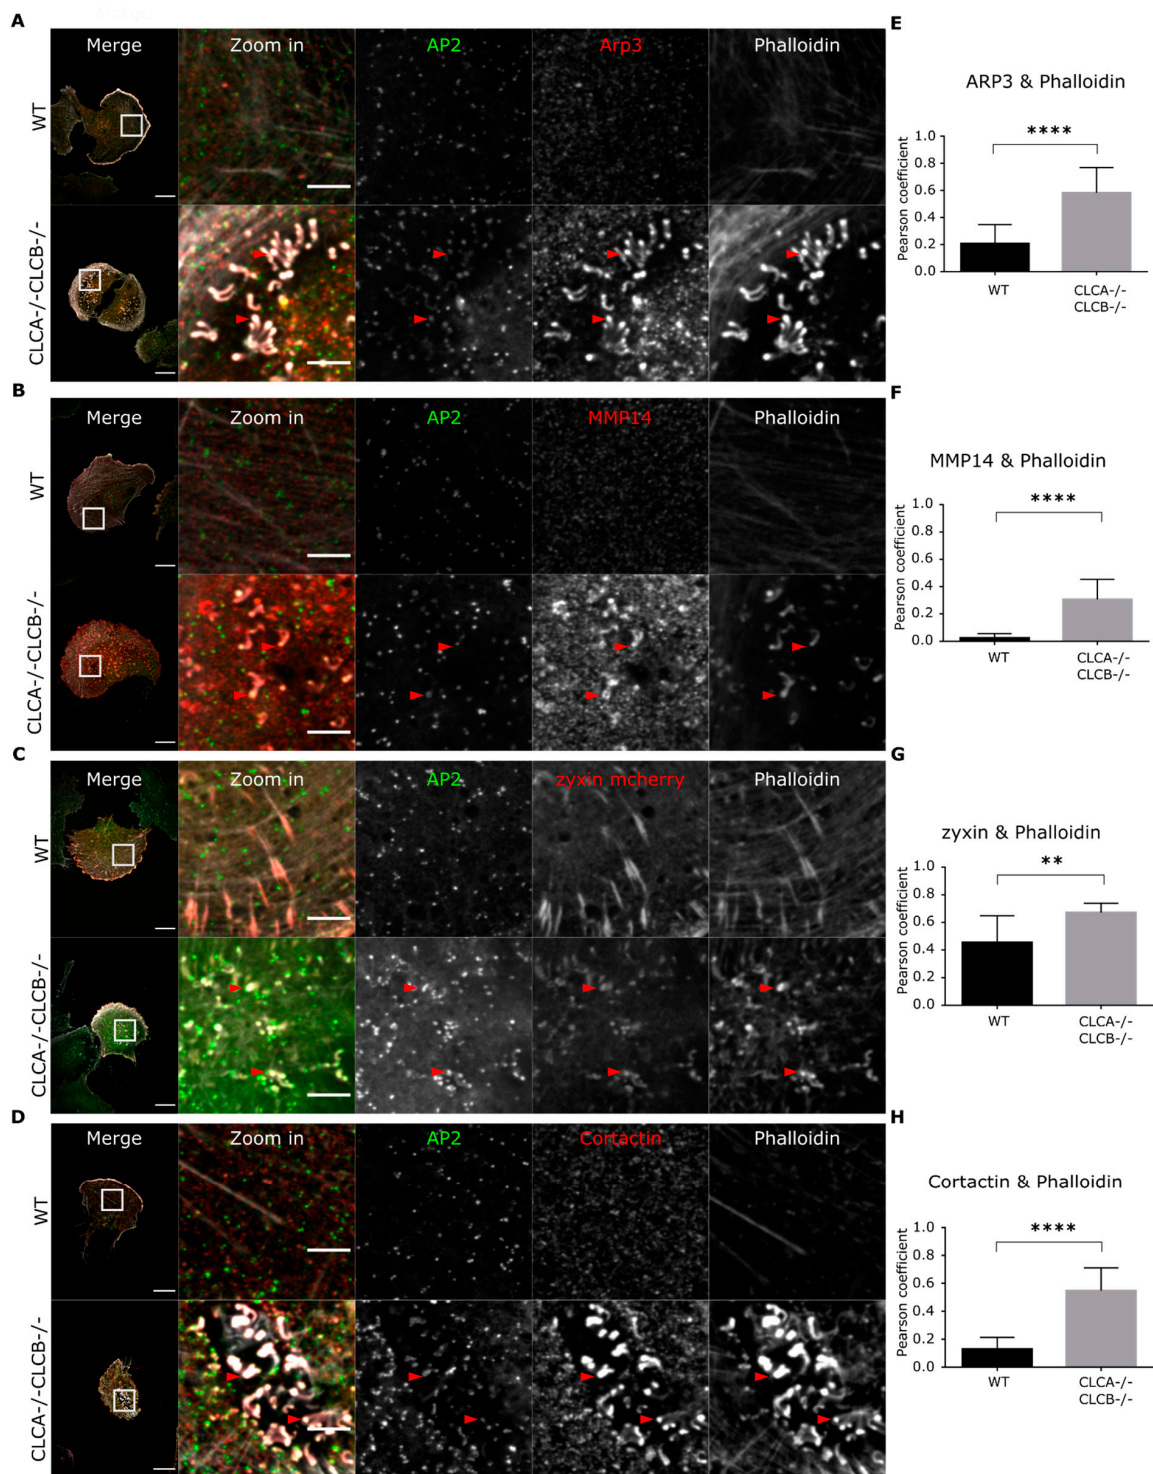 A
Merge
Zoom in
AP2
Arp3
Phalloidin
WT
CLCA-/-CLCB-/-
E
ARP3 & Phalloidin
****
Pearson coefficient
1.0
0.8
0.6
0.4
0.2
0.0
WT
CLCA-/-
CLCB-/-
B
Merge
Zoom in
AP2
MMP14
Phalloidin
WT
CLCA-/-CLCB-/-
F
MMP14 & Phalloidin
****
Pearson coefficient
1.0
0.8
0.6
0.4
0.2
0.0
WT
CLCA-/-
CLCB-/-
C
Merge
Zoom in
AP2
zyxin mcherry
Phalloidin
WT
CLCA-/-CLCB-/-
G
zyxin & Phalloidin
**
Pearson coefficient
1.0
0.8
0.6
0.4
0.2
0.0
WT
CLCA-/-
CLCB-/-
D
Merge
Zoom in
AP2
Cortactin
Phalloidin
WT
CLCA-/-CLCB-/-
H
Cortactin & Phalloidin
****
Pearson coefficient
1.0
0.8
0.6
0.4
0.2
0.0
WT
CLCA-/-
CLCB-/-